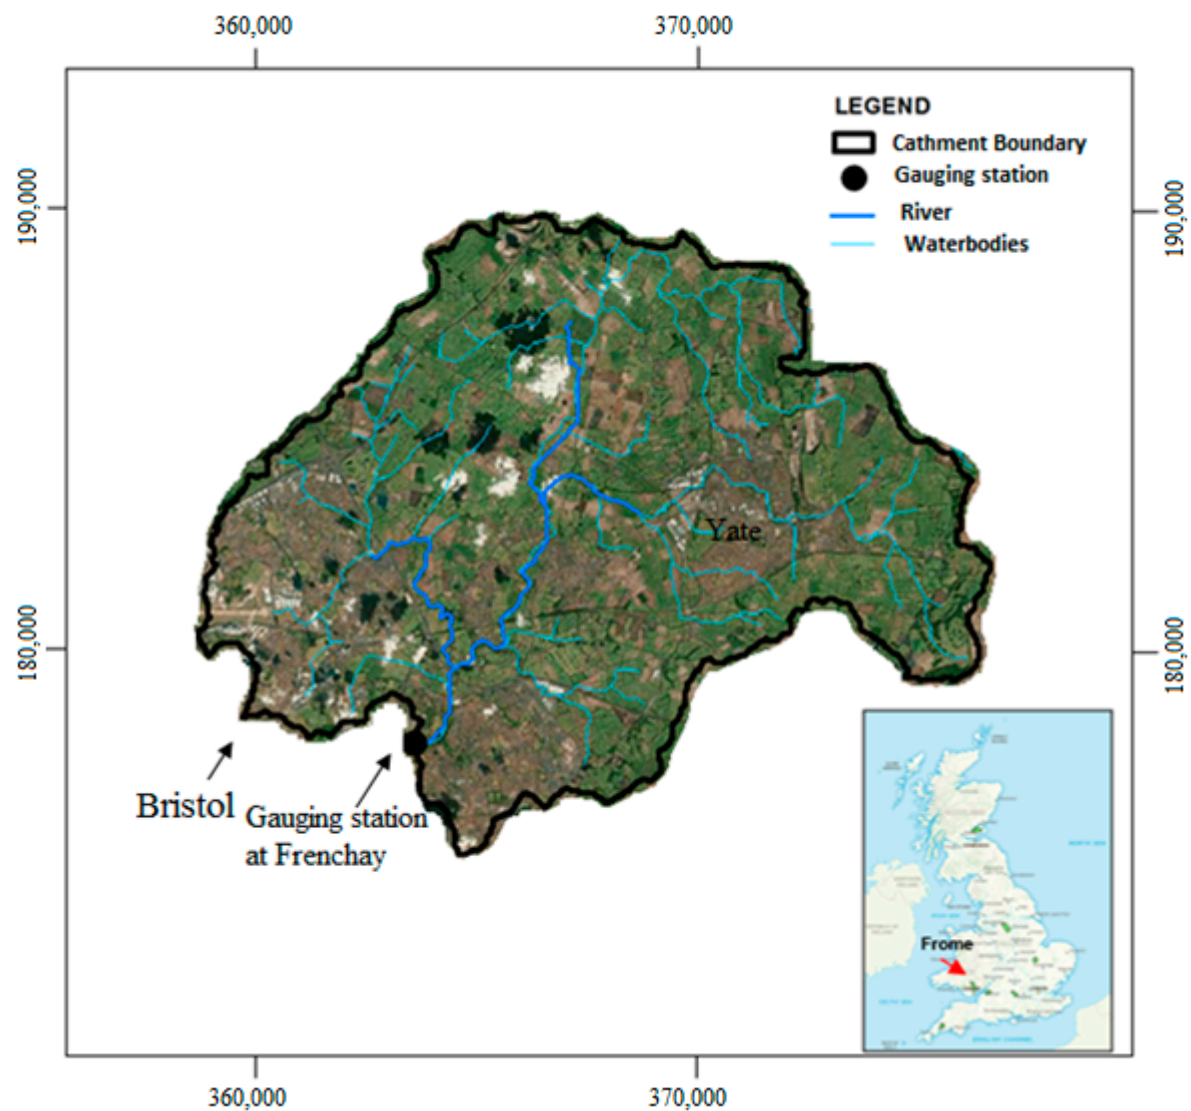 360,000
370,000
LEGEND
Cathment Boundary
Gauging station
River
Waterbodies
190,000
190,000
Yate
180,000
180,000
Bristol
Gauging station
at Frenchay
Frome
360,000
370,000